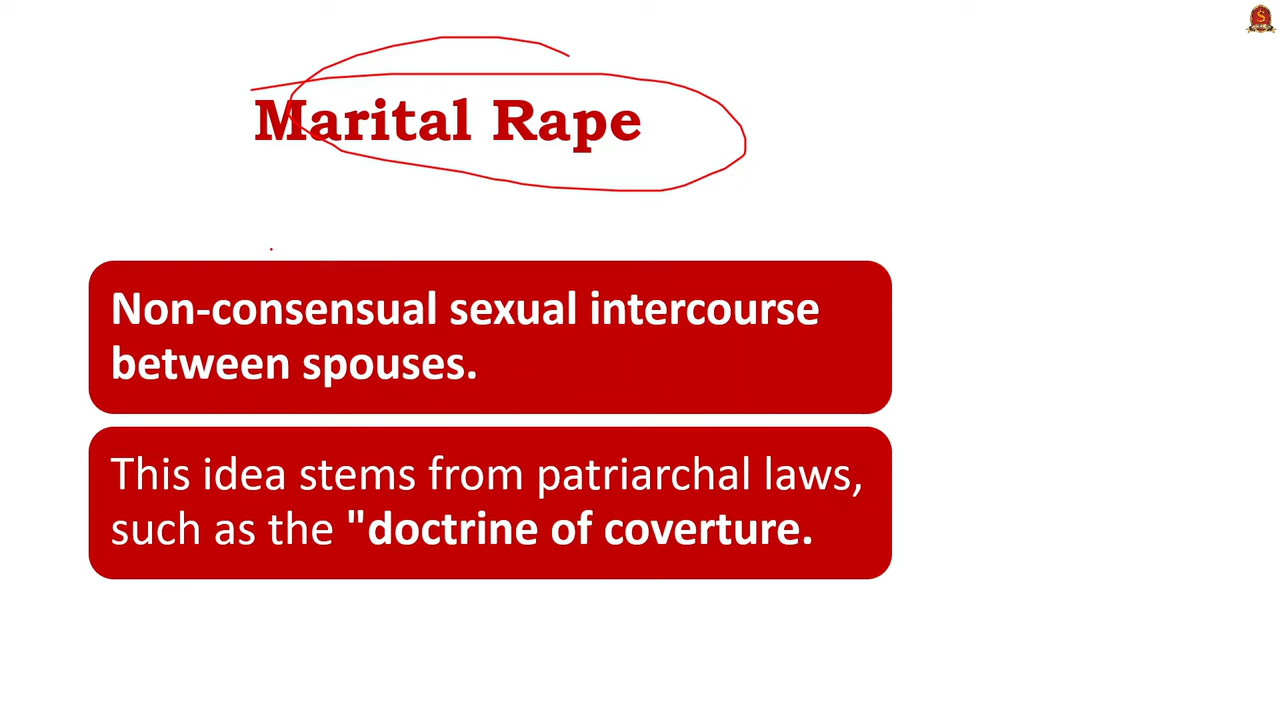 Marital Rape
Non-consensual sexual intercourse
between spouses.
This idea stems from patriarchal laws,
such as the "doctrine of coverture.